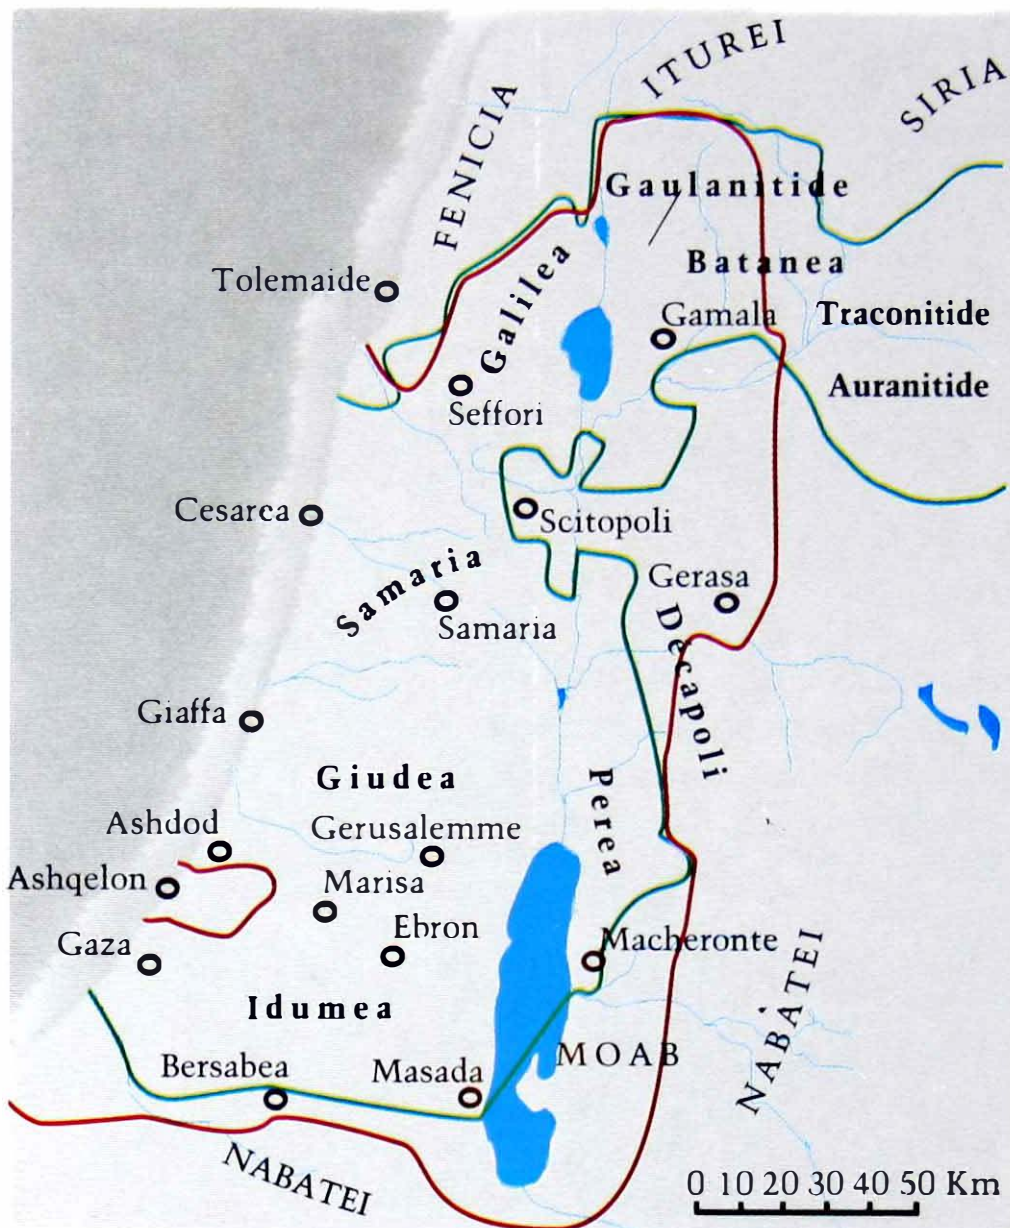 ITUREI
SIRIA
FENICIA
Gaulanitide
Batanea
Tolemaide
Galilea
Gamala
Traconitide
Auranitide
Seffori
Cesarca
Scitopoli
Samaria
Gerasa
Samaria
Decapoli
Giaffa
Giudea
Perea
Ashdod
Gerusalemme
Ashqelon
Marisa
Ebron
Gaza
Macheronte
NABATEI
Idumea
MOAB
Bersabea
Masada
NABATEI
0 10 20 30 40 50 Km